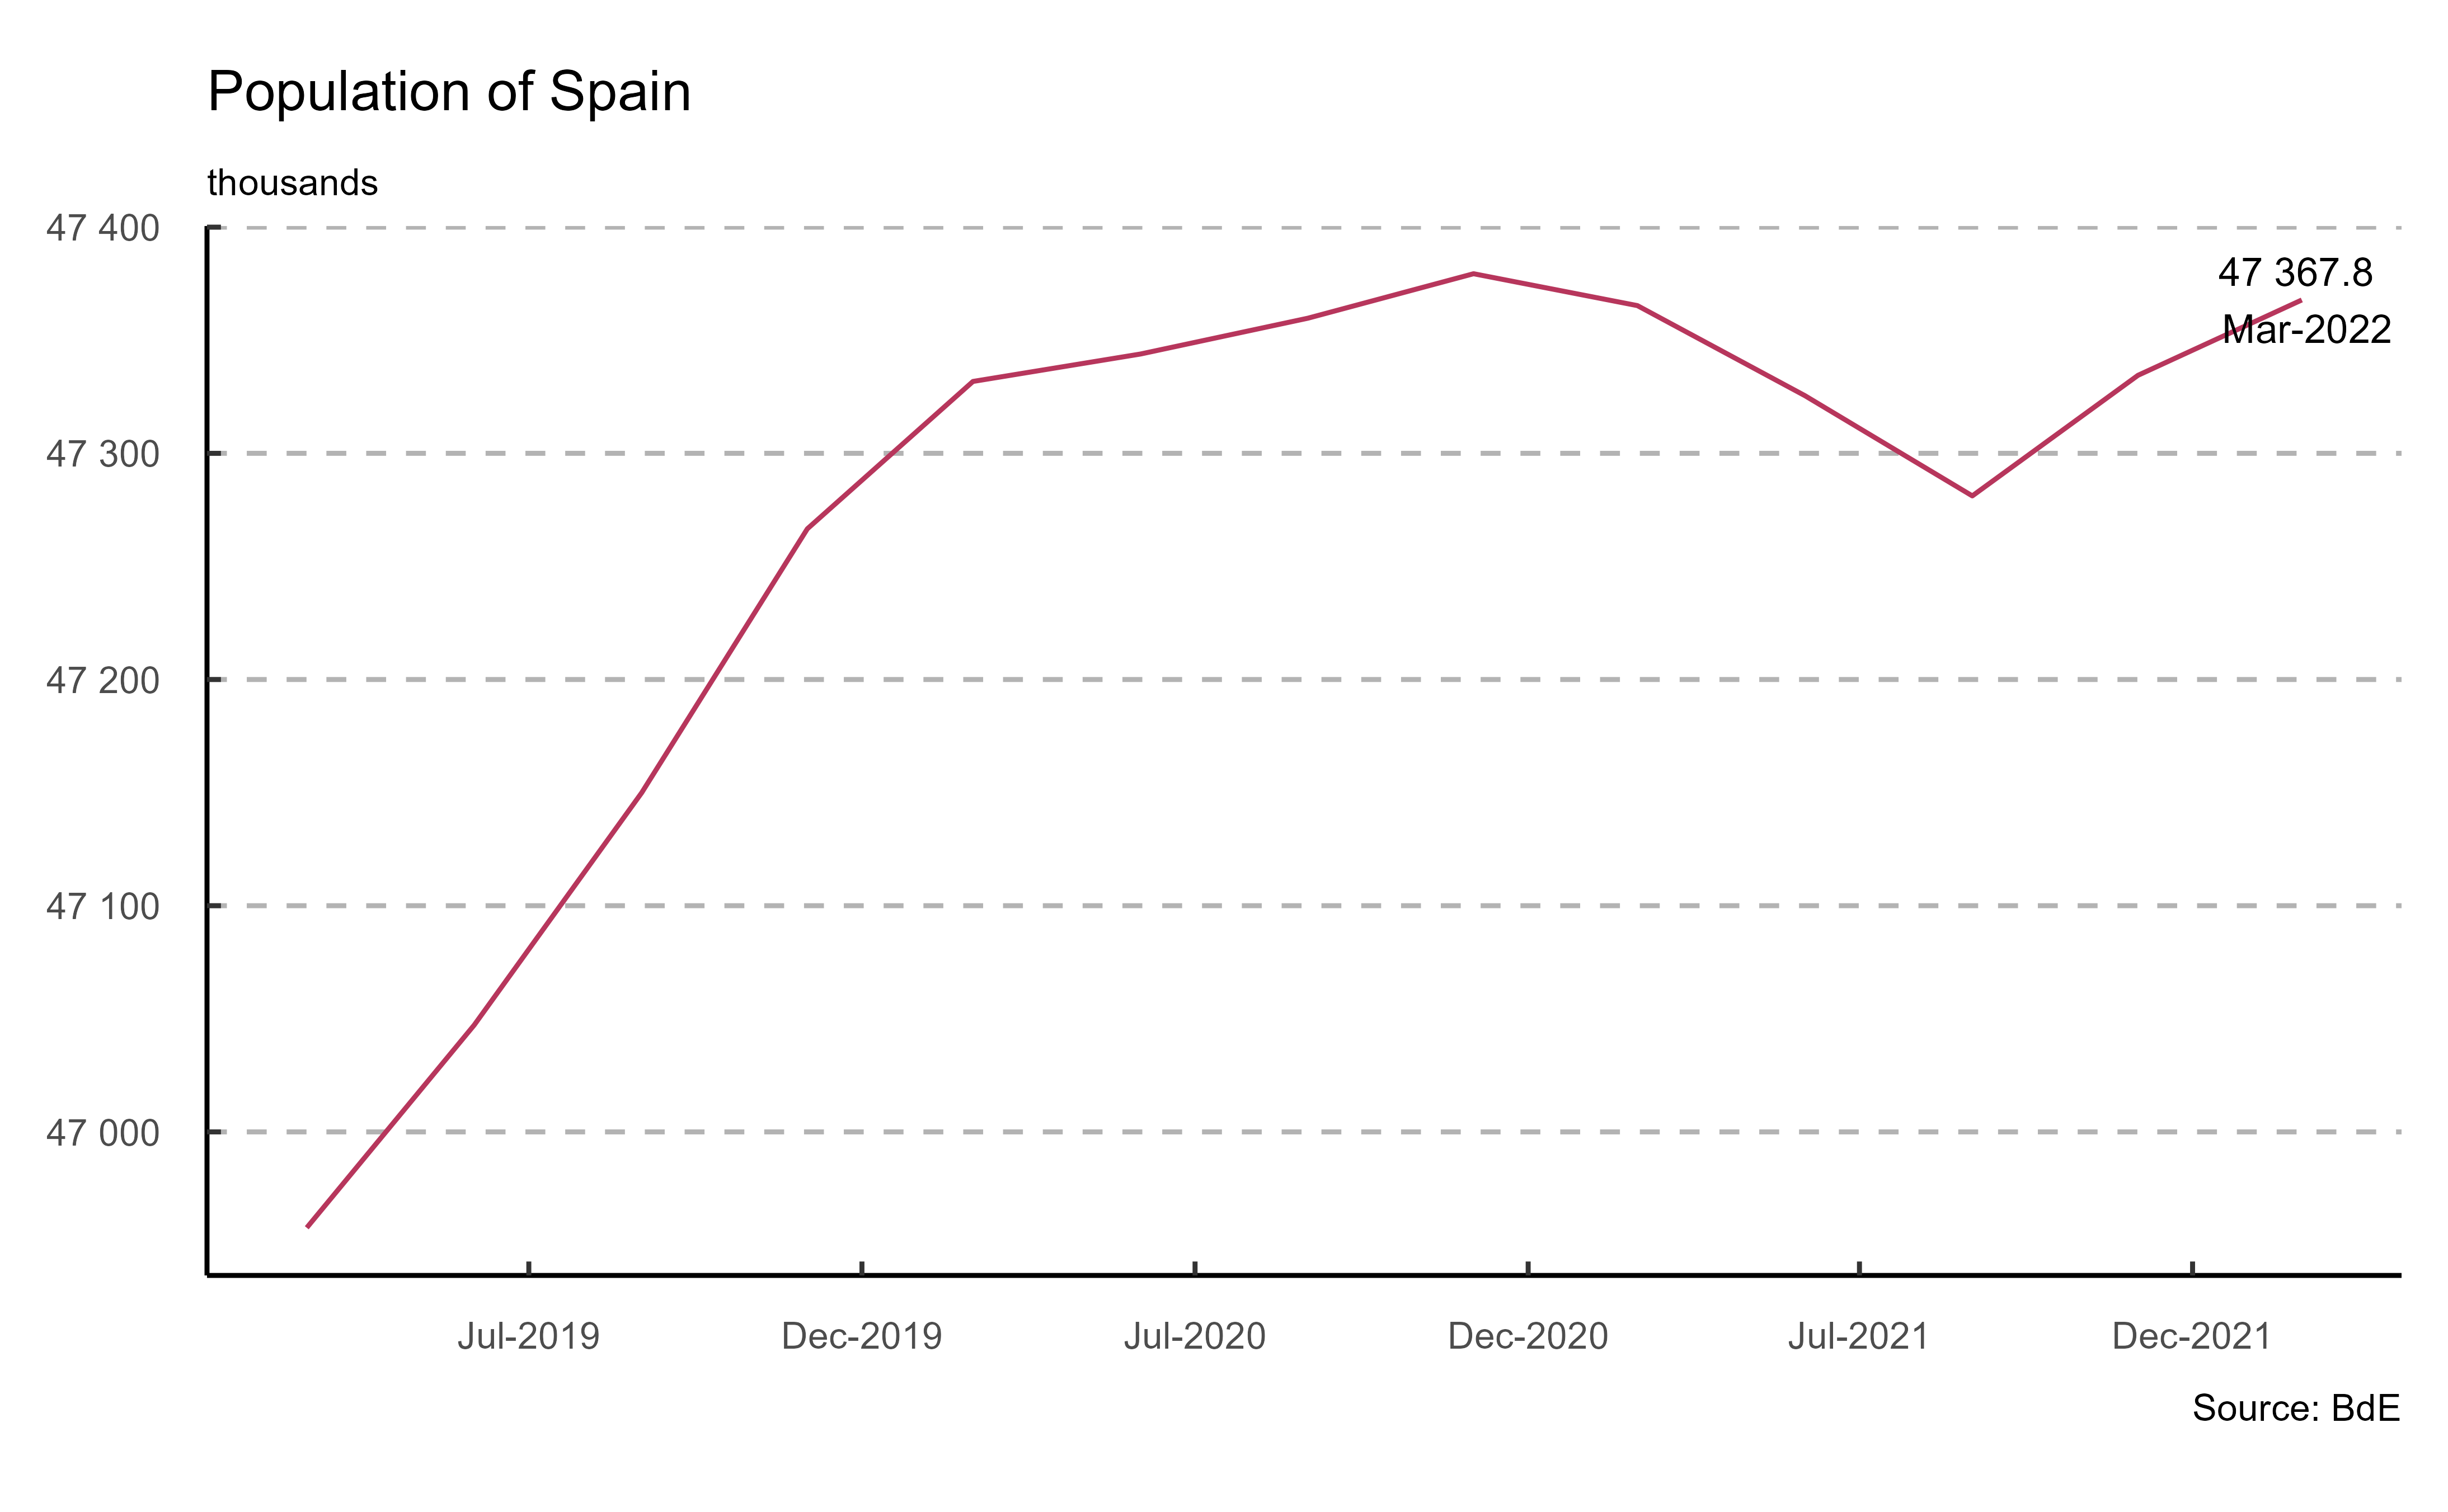 Population of Spain
thousands
47 400
47 367.8
Mar-2022
47 300
47 200
47 100
47 000
Jul-2019
Dec-2019
Jul-2020
Dec-2020
Jul-2021
Dec-2021
Source: BdE